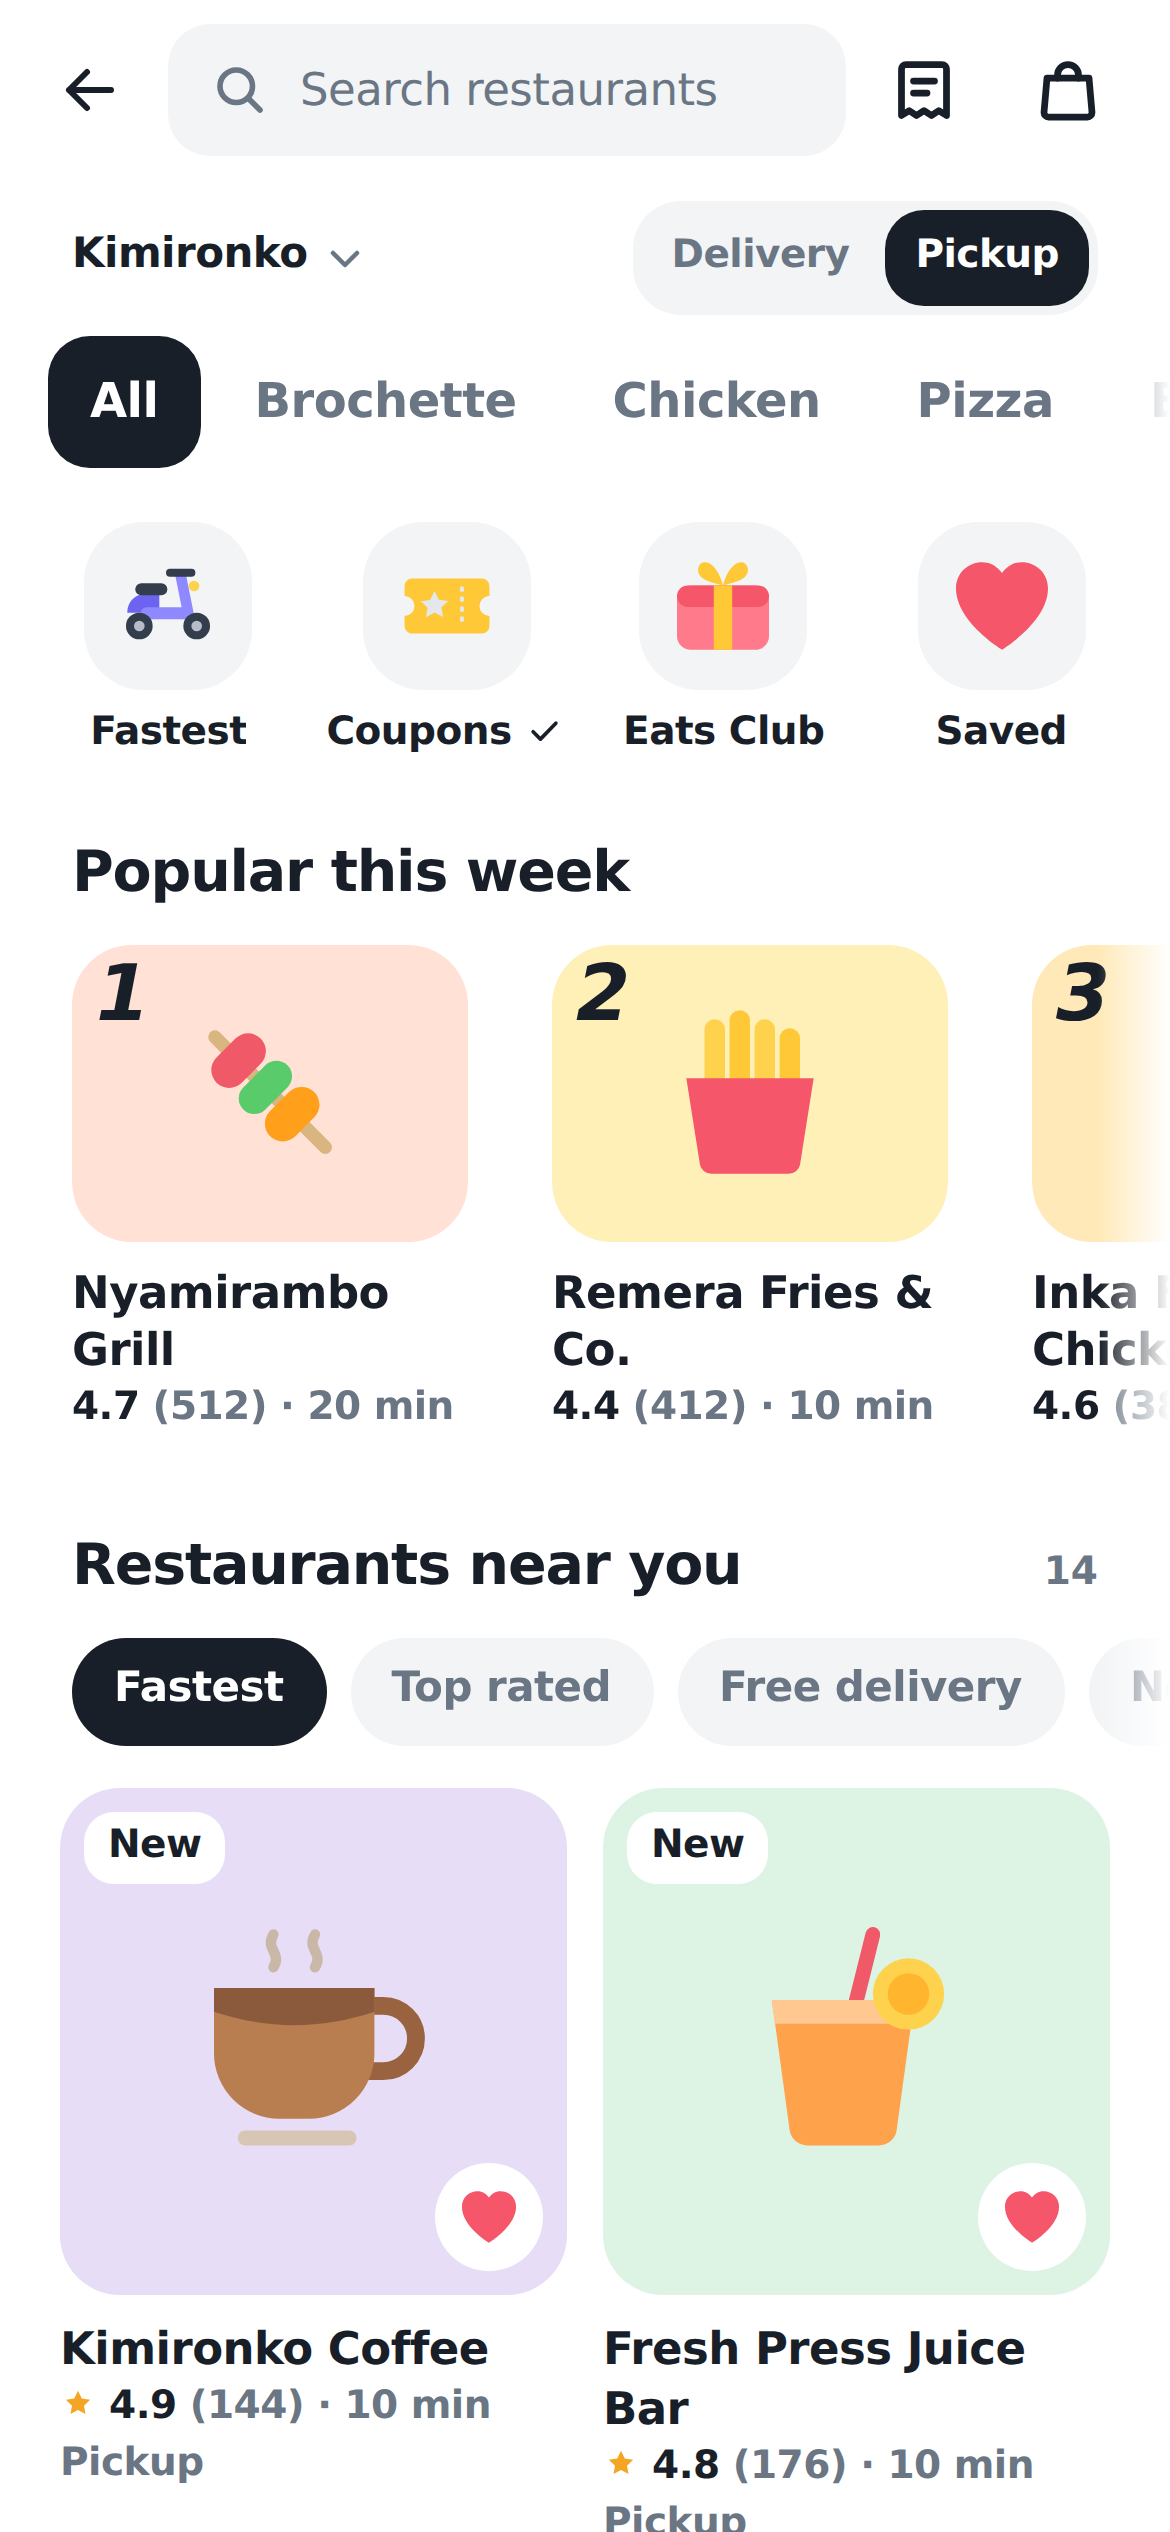 Search restaurants
Kimironko
Delivery
Pickup
All
Brochette
Chicken
Pizza
Fastest
Coupons
Eats Club
Saved
Popular this week
1
2
3
Nyamirambo
Grill
4.7 (512) · 20 min
Remera Fries &
Co.
4.4 (412) · 10 min
Inka
4.6
Restaurants near you
14
Fastest
Top rated
Free delivery
New
New
Kimironko Coffee
4.9 (144) · 10 min
Pickup
Fresh Press Juice
Bar
4.8 (176) · 10 min
Pickup